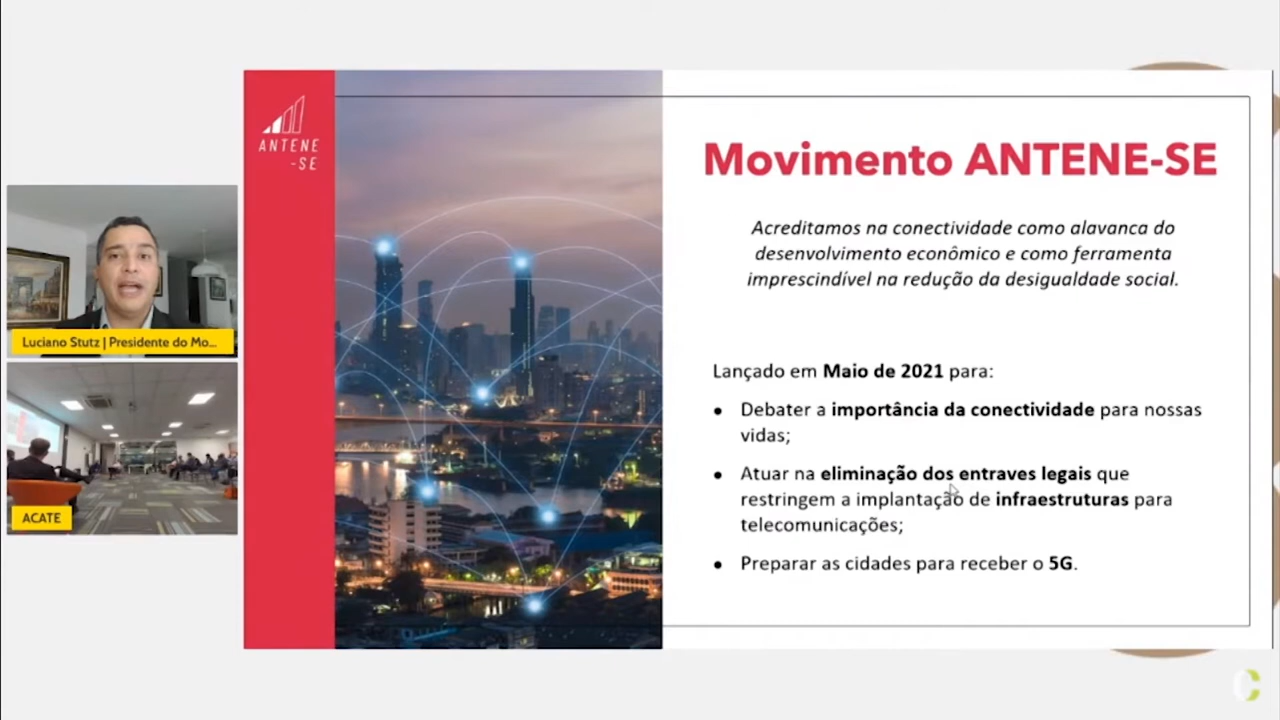 ANTENE
-SE
Movimento ANTENE-SE
Acreditamos na conectividade como alavanca do
desenvolvimento econômico e como ferramenta
imprescindível na redução da desigualdade social.
Lançado em Maio de 2021 para:
• Debater a importância da conectividade para nossas
vidas;
• Atuar na eliminação dos entraves legais que
restringem a implantação de infraestruturas para
telecomunicações;
• Preparar as cidades para receber o 5G.
Luciano Stutz | Presidente do Mo...
ACATE
C